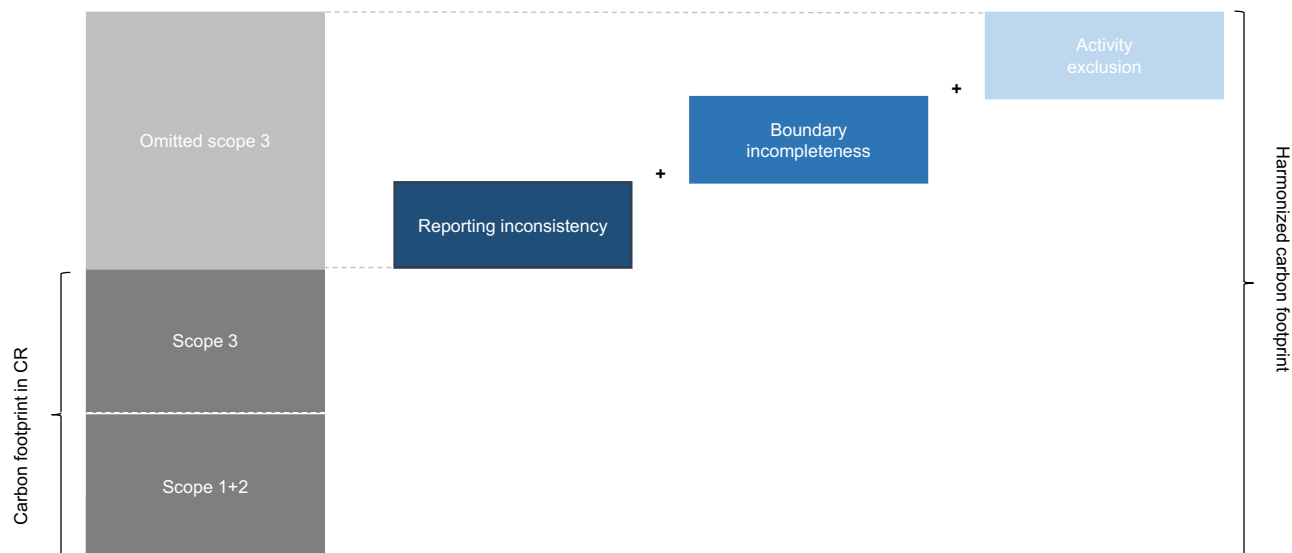 Activity
exclusion
+
Boundary
incompleteness
Omitted scope 3
+
Reporting inconsistency
Scope 3
Scope 1+2
Carbon footprint in CR
Harmonized carbon footprint